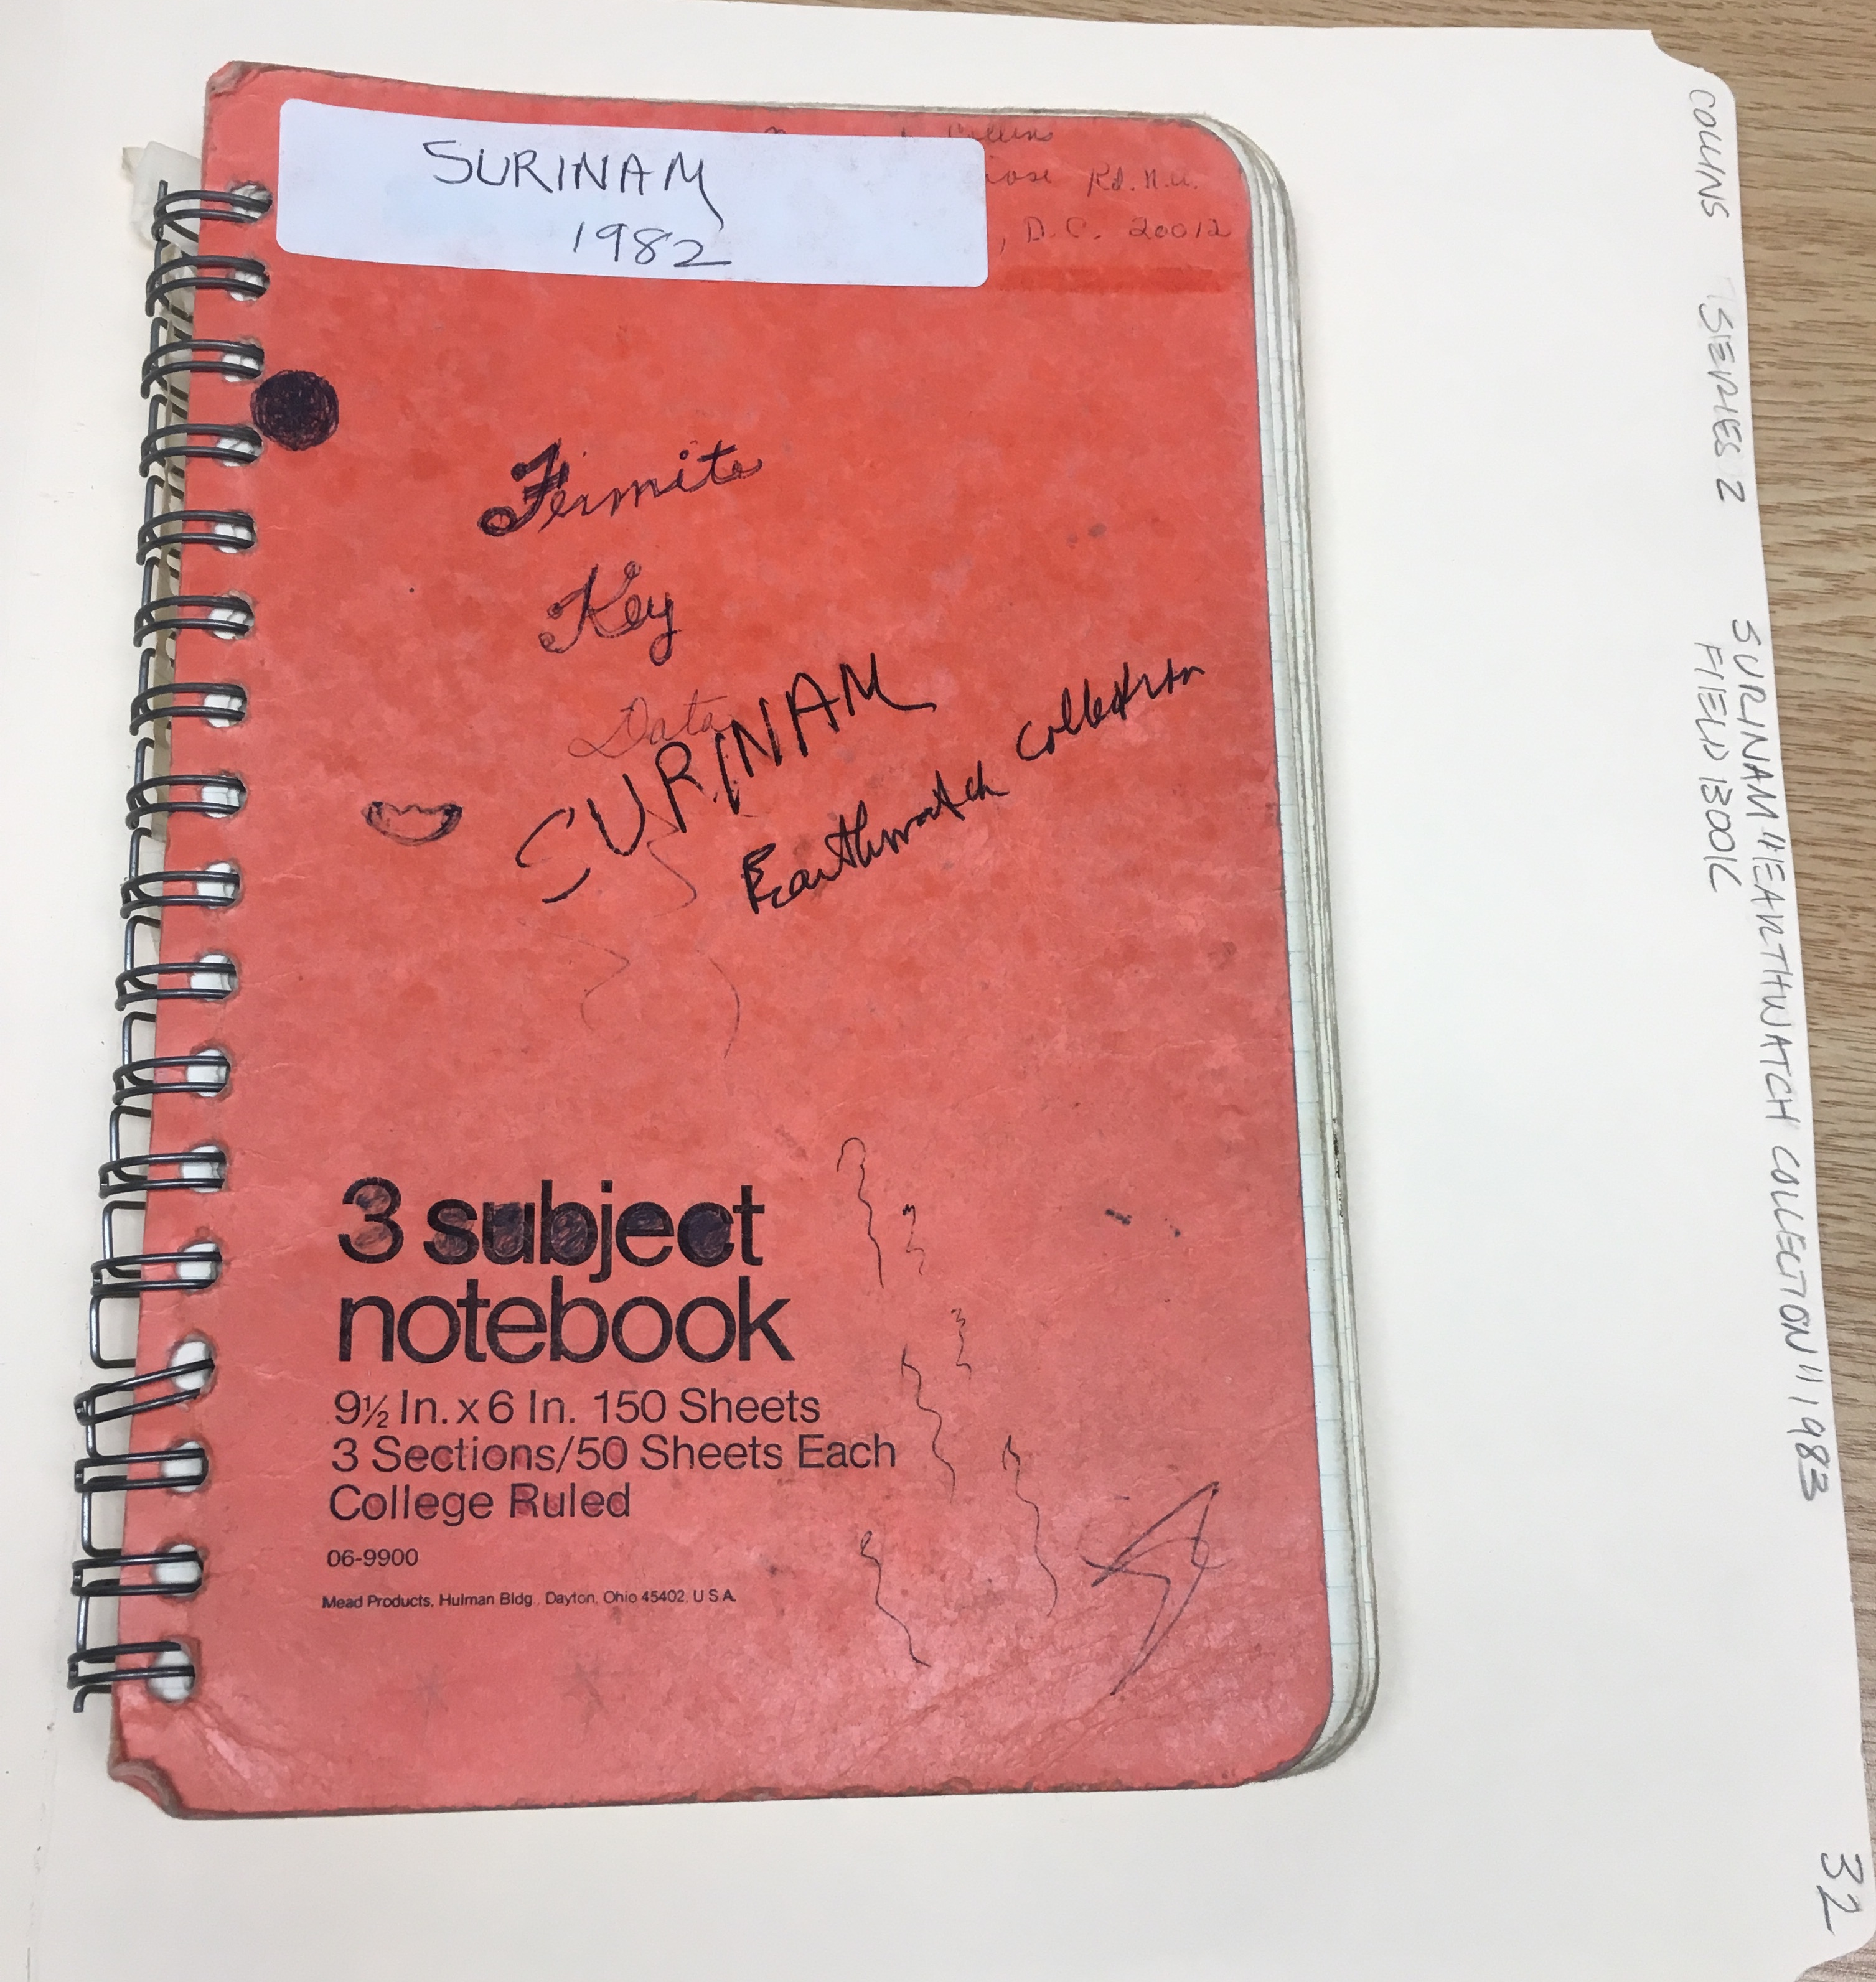 SURINAM
1982
Rd. N.W.
, D.C. 20012
Termite
Key
Data
SURINAM
Earthwatch Collection
3 subject
notebook
9½ In. x 6 In. 150 Sheets
3 Sections/50 Sheets Each
College Ruled
06-9900
Mead Products, Hulman Bldg., Dayton, Ohio 45402, U.S.A.
COLLINS SERIES 2 SURINAM "EARTHWATCH COLLECTION" 1983
FIELD BOOK
32